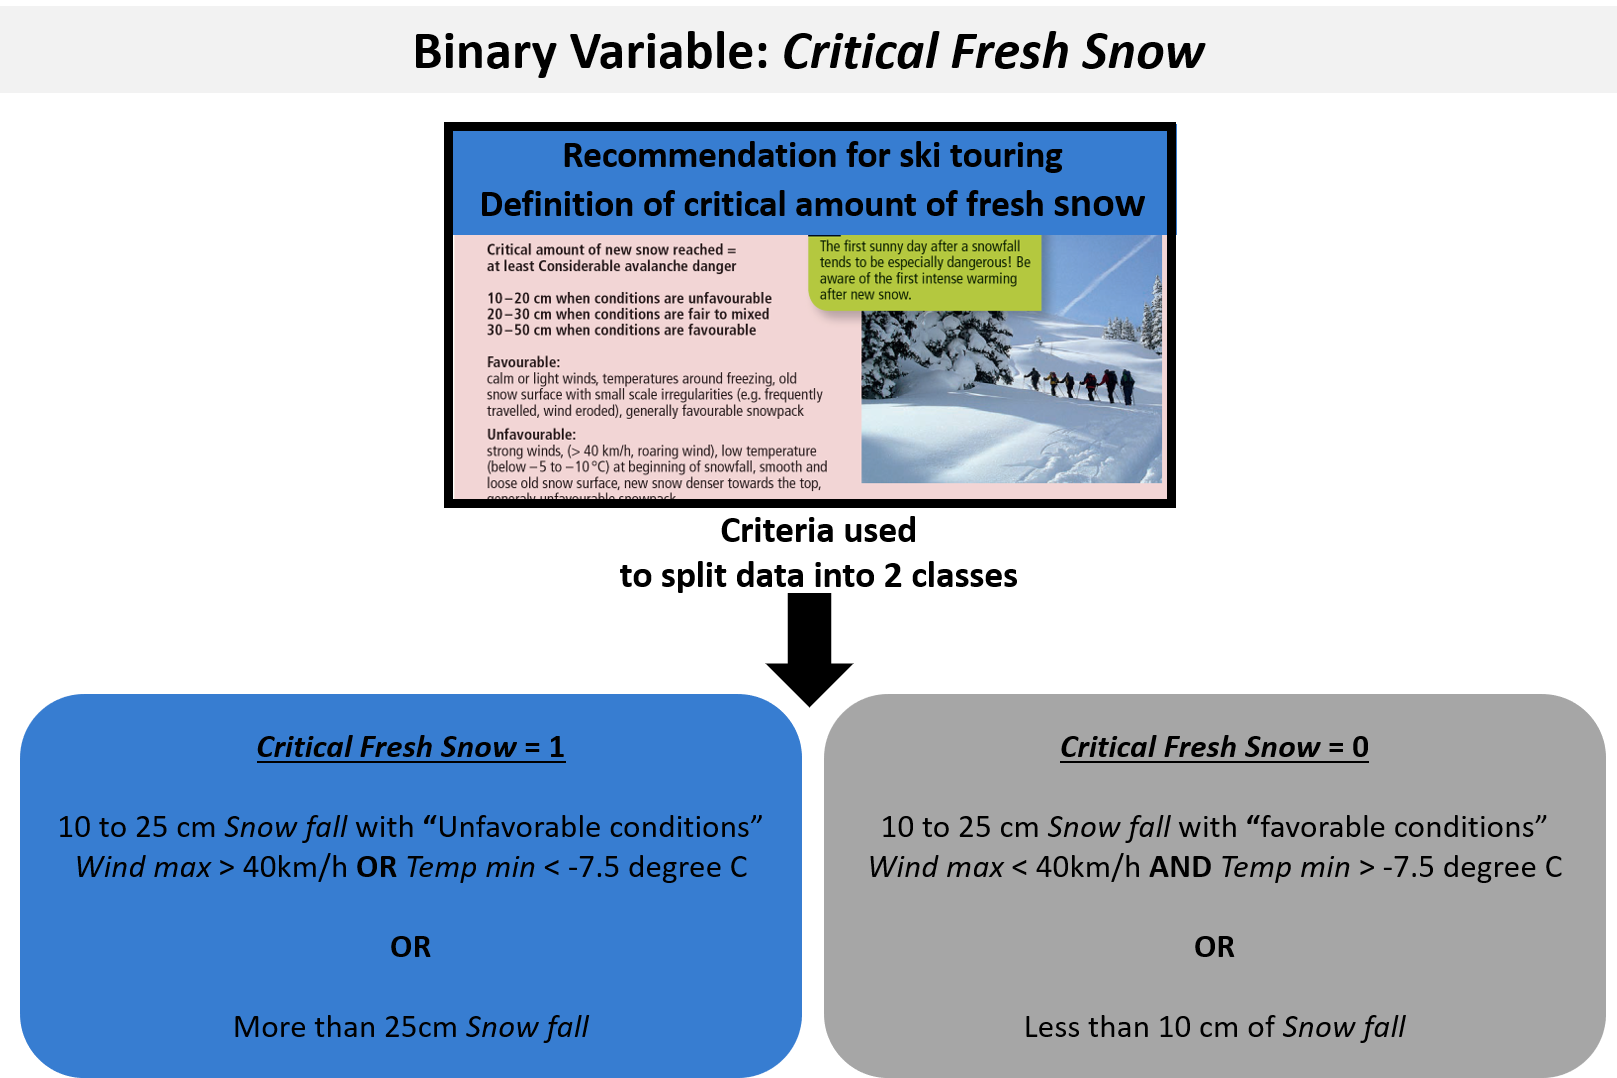 Binary Variable: Critical Fresh Snow
Recommendation for ski touring
Definition of critical amount of fresh snow
Critical amount of new snow reached =
at least Considerable avalanche danger
10–20 cm when conditions are unfavourable
20–30 cm when conditions are fair to mixed
30–50 cm when conditions are favourable
Favourable:
calm or light winds, temperatures around freezing, old
snow surface with small scale irregularities (e.g. frequently
travelled, wind eroded), generally favourable snowpack
Unfavourable:
strong winds, (> 40 km/h, roaring wind), low temperature
(below –5 to –10 °C) at beginning of snowfall, smooth and
loose old snow surface, new snow denser towards the top,
generaly unfavourable snowpack
The first sunny day after a snowfall
tends to be especially dangerous! Be
aware of the first intense warming
after new snow.
Criteria used
to split data into 2 classes
Critical Fresh Snow = 1
10 to 25 cm Snow fall with “Unfavorable conditions”
Wind max > 40km/h OR Temp min < -7.5 degree C
OR
More than 25cm Snow fall
Critical Fresh Snow = 0
10 to 25 cm Snow fall with “favorable conditions”
Wind max < 40km/h AND Temp min > -7.5 degree C
OR
Less than 10 cm of Snow fall